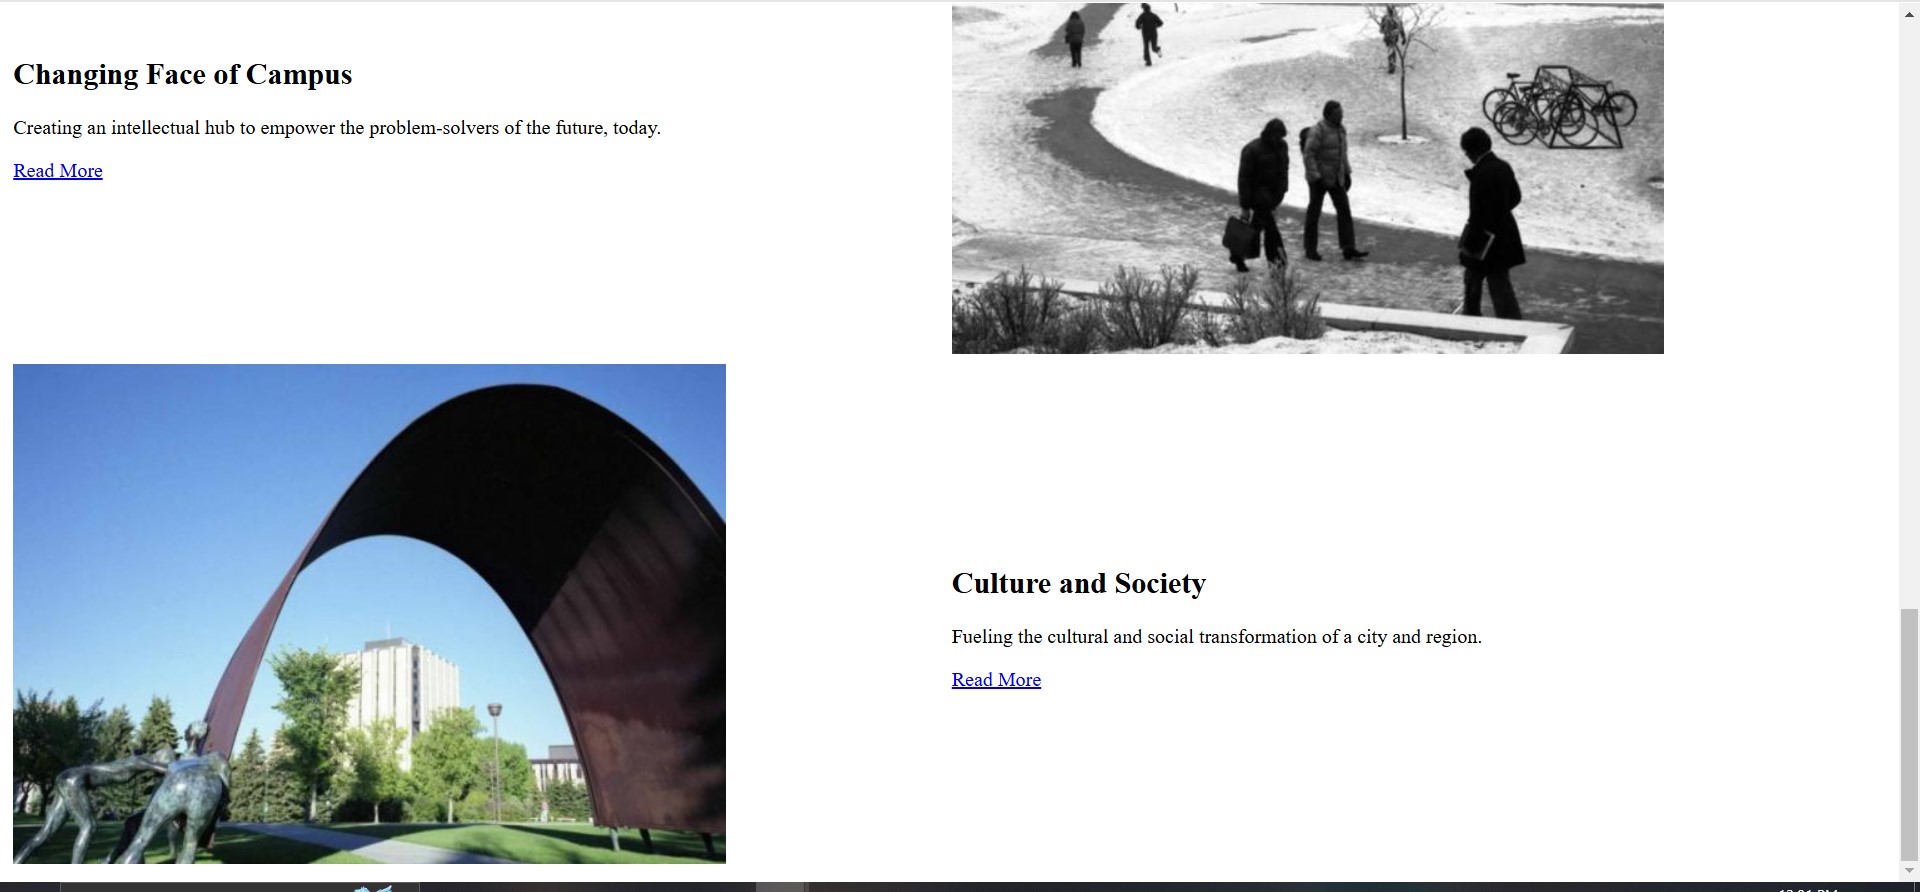 Changing Face of Campus
Creating an intellectual hub to empower the problem-solvers of the future, today.
Read More
Culture and Society
Fueling the cultural and social transformation of a city and region.
Read More